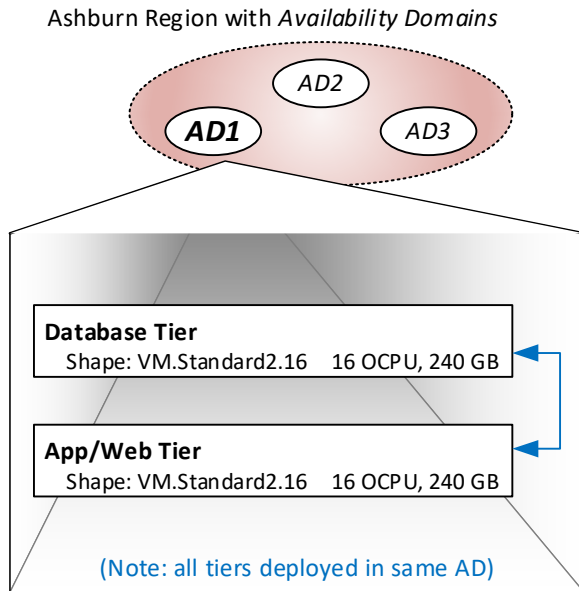 Ashburn Region with Availability Domains
AD2
AD1
AD3
Database Tier
Shape: VM.Standard2.16 16 OCPU, 240 GB
App/Web Tier
Shape: VM.Standard2.16 16 OCPU, 240 GB
(Note: all tiers deployed in same AD)